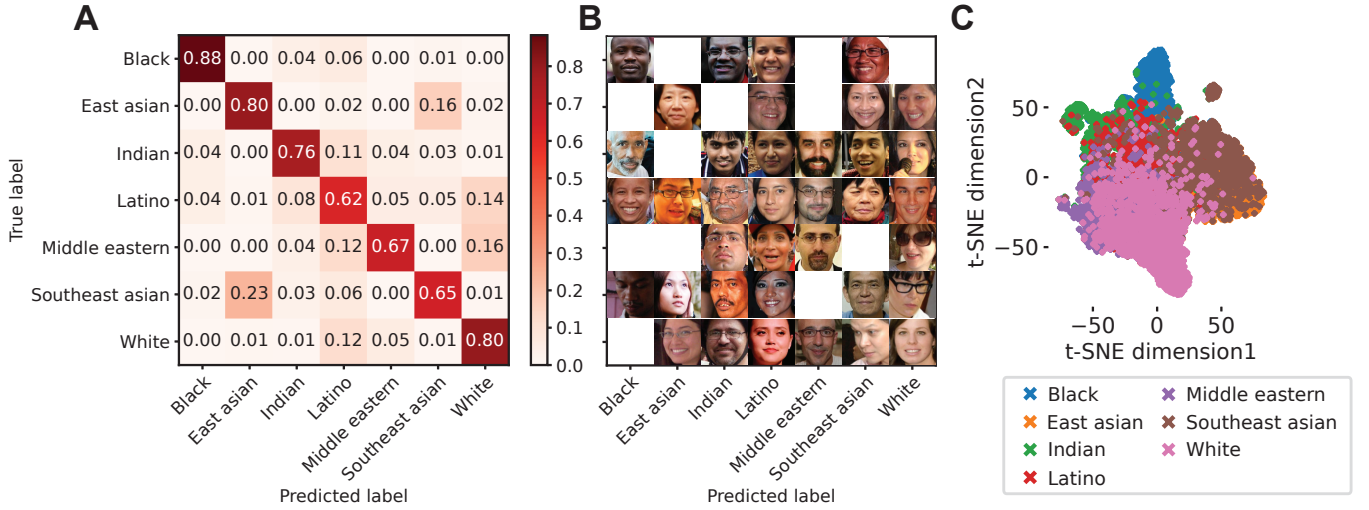 A
B
C
True label
Black 0.88 0.00 0.04 0.06 0.00 0.01 0.00
East asian 0.00 0.80 0.00 0.02 0.00 0.16 0.02
Indian 0.04 0.00 0.76 0.11 0.04 0.03 0.01
Latino 0.04 0.01 0.08 0.62 0.05 0.05 0.14
Middle eastern 0.00 0.00 0.04 0.12 0.67 0.00 0.16
Southeast asian 0.02 0.23 0.03 0.06 0.00 0.65 0.01
White 0.00 0.01 0.01 0.12 0.05 0.01 0.80
Black East asian Indian Latino Middle eastern Southeast asian White
Predicted label
0.8
0.7
0.6
0.5
0.4
0.3
0.2
0.1
0.0
Black East asian Indian Latino Middle eastern Southeast asian White
Predicted label
t-SNE dimension2
50
0
−50
−50 0 50
t-SNE dimension1
Black
East asian
Indian
Latino
Middle eastern
Southeast asian
White